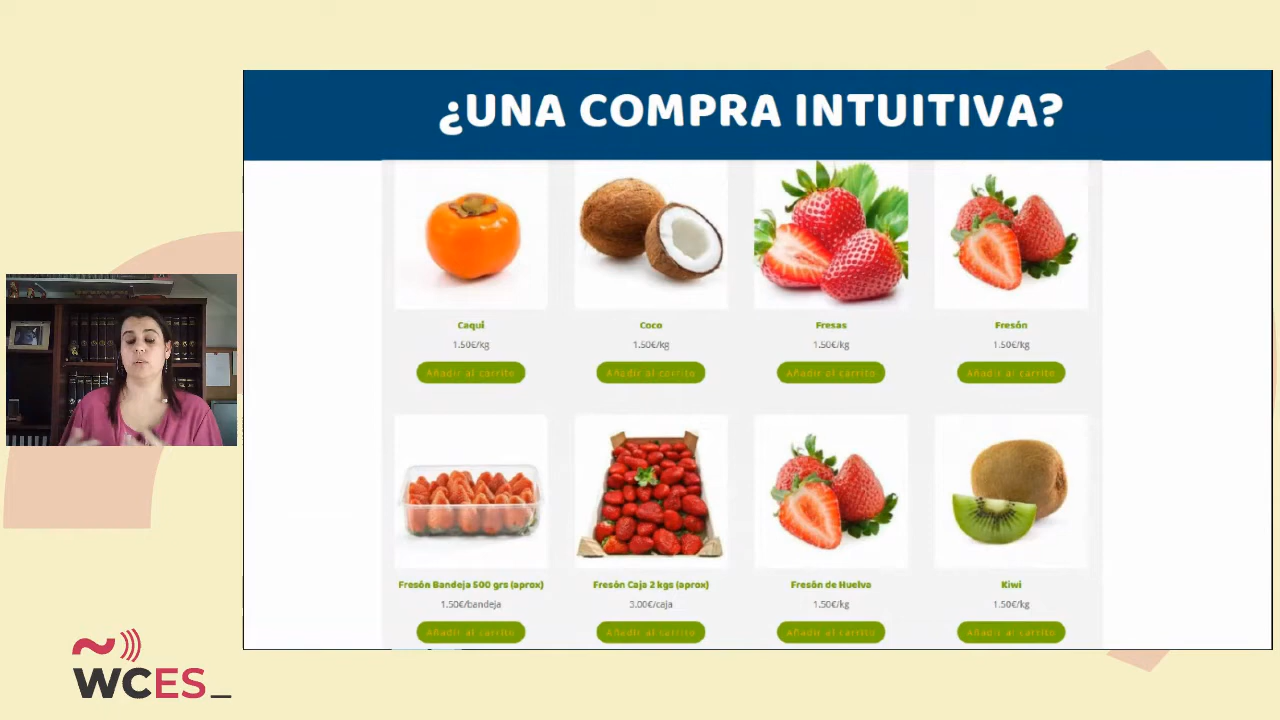 ¿UNA COMPRA INTUITIVA?
Caqui
Coco
Fresas
Fresón
1.50€/kg
1.50€/kg
1.50€/kg
1.50€/kg
Añadir al carrito
Añadir al carrito
Añadir al carrito
Añadir al carrito
Fresón Bandeja 500 grs (aprox)
Fresón Caja 2 kgs (aprox)
Fresón de Huelva
Kiwi
1.50€/bandeja
3.00€/caja
1.50€/kg
1.50€/kg
Añadir al carrito
Añadir al carrito
Añadir al carrito
Añadir al carrito
WCES_